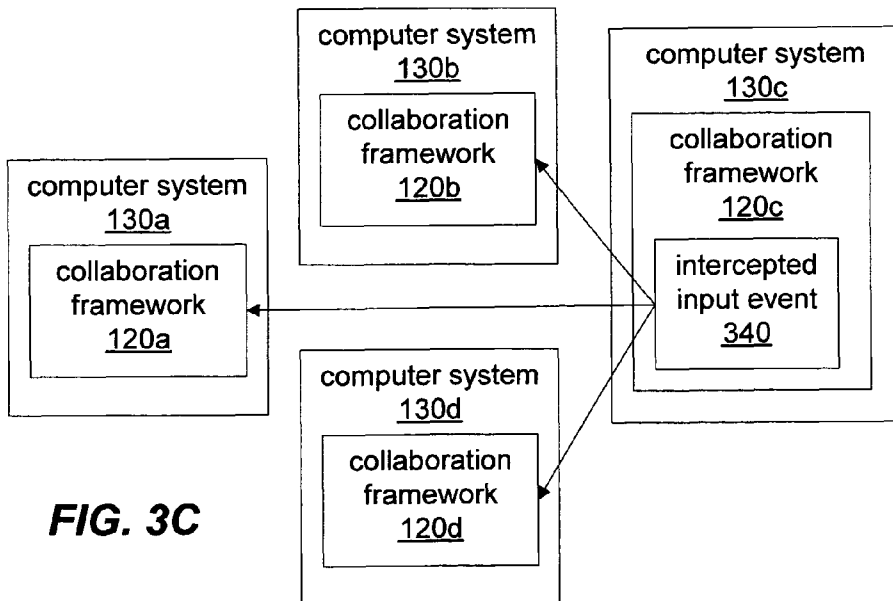 computer system
130b
collaboration
framework
120b
computer system
130c
collaboration
framework
120c
intercepted
input event
340
computer system
130a
collaboration
framework
120a
computer system
130d
collaboration
framework
120d
FIG. 3C